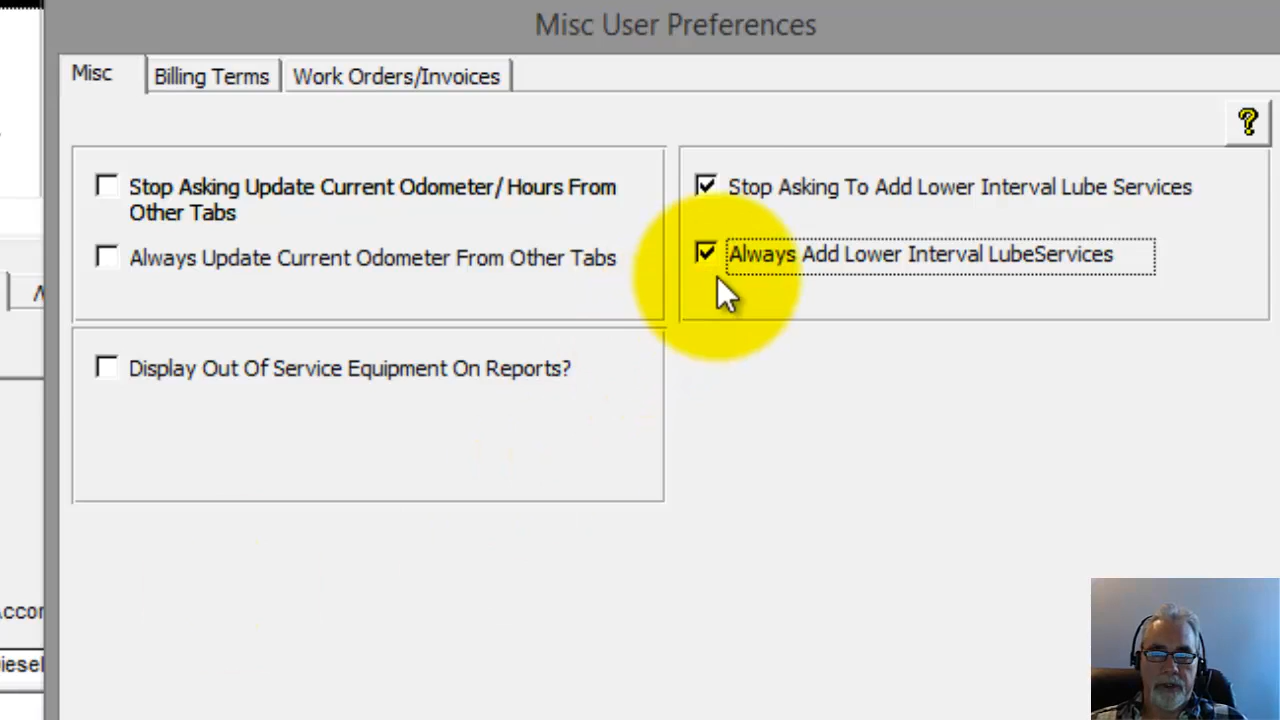 Misc User Preferences
Misc
Billing Terms
Work Orders/Invoices
?
Stop Asking Update Current Odometer/ Hours From
Other Tabs
Always Update Current Odometer From Other Tabs
Stop Asking To Add Lower Interval Lube Services
Always Add Lower Interval LubeServices
Display Out Of Service Equipment On Reports?
Accor
iesel